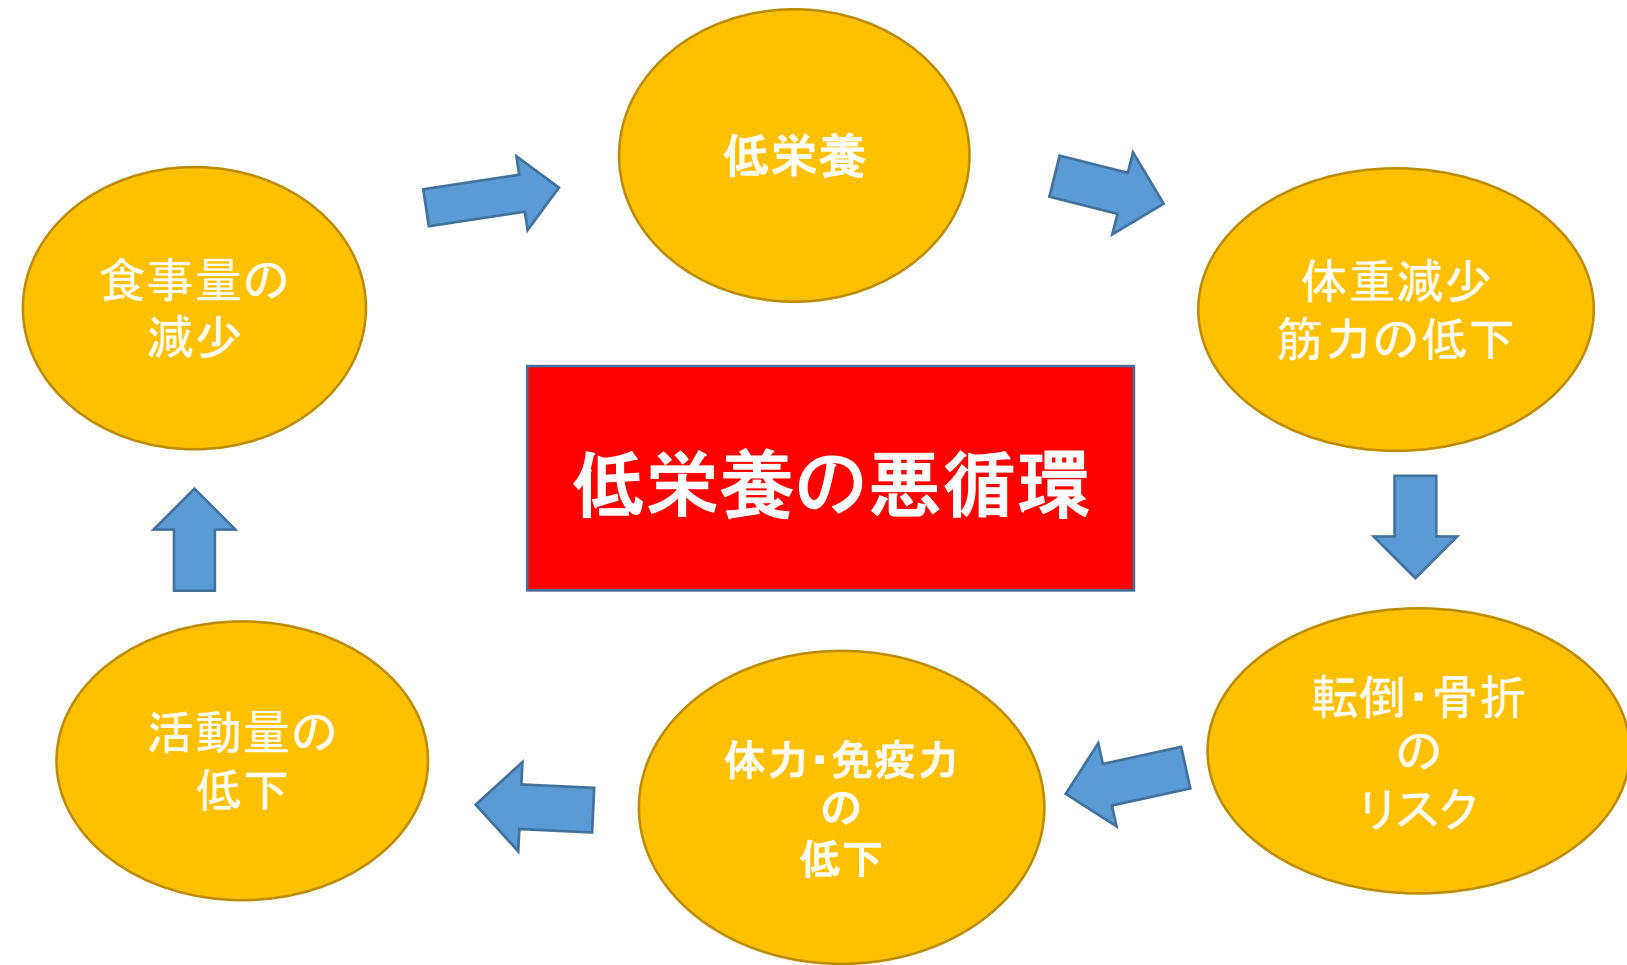 低栄養
食事量の
減少
体重減少
筋力の低下
低栄養の悪循環
転倒・骨折
の
リスク
体力・免疫力
の
低下
活動量の
低下